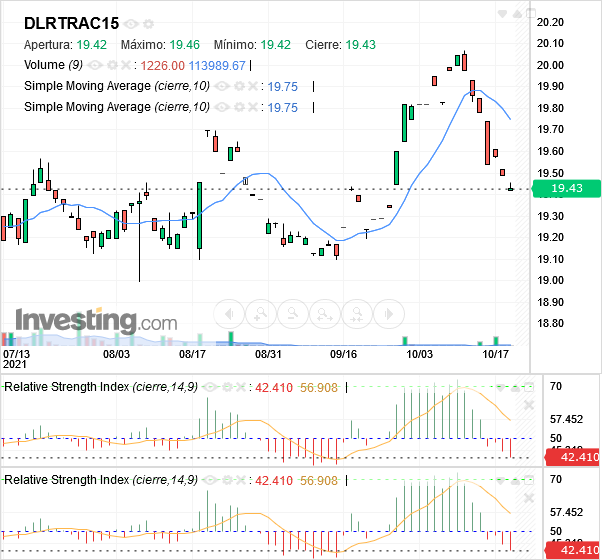 DLRTRAC15
Apertura: 19.42 Máximo: 19.46 Mínimo: 19.42 Cierre: 19.43
Volume (9) : 1226.00 113989.67
Simple Moving Average (cierre,10) : 19.75
Simple Moving Average (cierre,10) : 19.75
20.20
20.10
20.00
19.90
19.80
19.70
19.60
19.50
19.43
19.30
19.20
19.10
19.00
18.90
18.80
Investing.com
07/13 08/03 08/17 08/31 09/16 10/03 10/17
2021
Relative Strength Index (cierre,14,9) : 42.410 56.908
70
57.452
50
42.410
Relative Strength Index (cierre,14,9) : 42.410 56.908
70
57.452
50
42.410